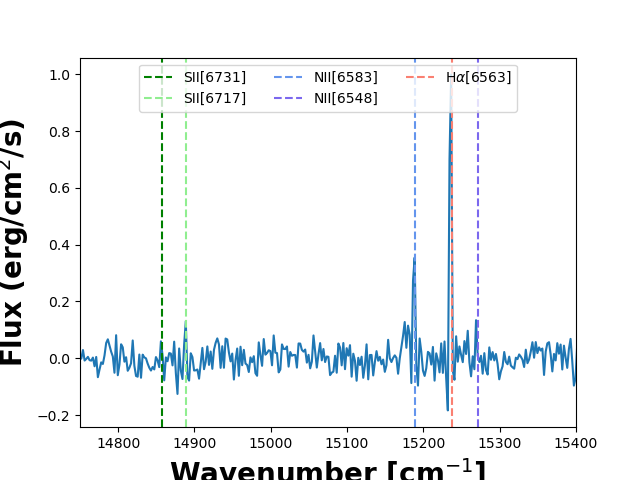 SII[6731]
SII[6717]
NII[6583]
NII[6548]
Hα[6563]
1.0
0.8
0.6
0.4
0.2
0.0
−0.2
Flux (erg/cm²/s)
14800 14900 15000 15100 15200 15300 15400
Wavenumber [cm⁻¹]